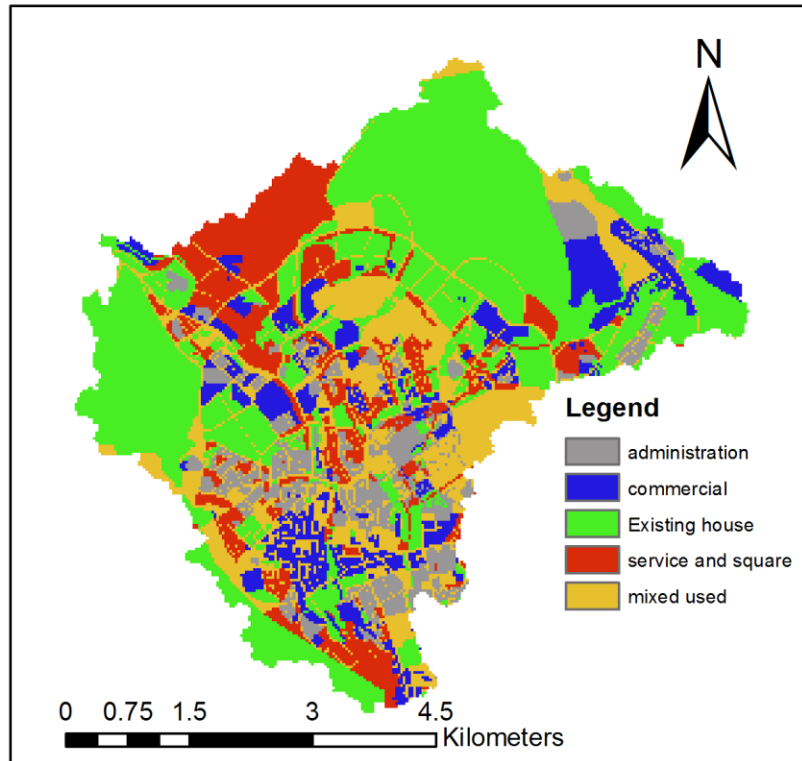 N
Legend
administration
commercial
Existing house
service and square
mixed used
0 0.75 1.5 3 4.5
Kilometers